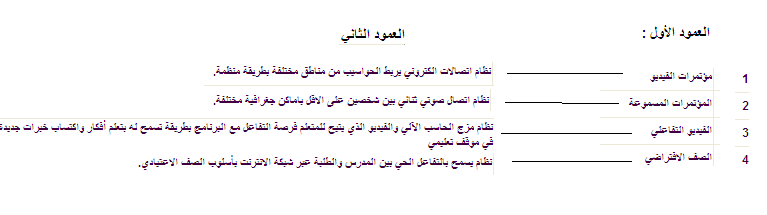 العمود الأول :
العمود الثاني
1 مؤتمرات الفيديو نظام اتصالات الكتروني يربط الحواسيب من مناطق مختلفة بطريقة منظمة.
2 المؤتمرات المسموعة نظام اتصال صوتي ثنائي بين شخصين على الاقل باماكن جغرافية مختلفة.
3 الفيديو التفاعلي نظام مزج الحاسب الآلي والفيديو الذي يتيح للمتعلم فرصة التفاعل مع البرنامج بطريقة تسمح له بتعلم أفكار واكتساب خبرات جديدة
في موقف تعليمي
4 الصف الافتراضي نظام يسمح بالتفاعل الحي بين المدرس والطلبة عبر شبكة الانترنت بأسلوب الصف الاعتيادي.